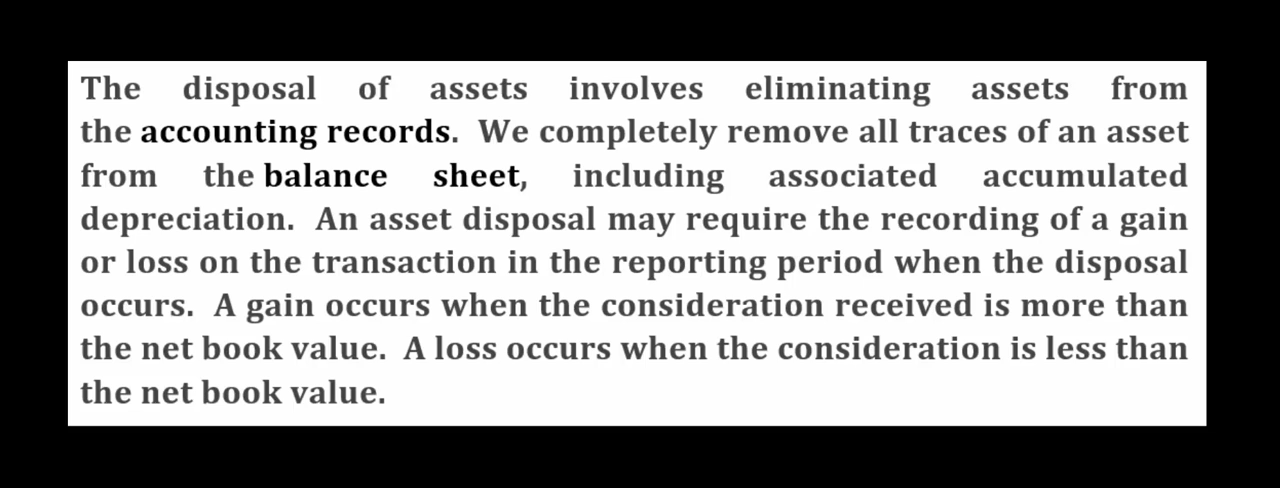 The disposal of assets involves eliminating assets from
the accounting records. We completely remove all traces of an asset
from the balance sheet, including associated accumulated
depreciation. An asset disposal may require the recording of a gain
or loss on the transaction in the reporting period when the disposal
occurs. A gain occurs when the consideration received is more than
the net book value. A loss occurs when the consideration is less than
the net book value.